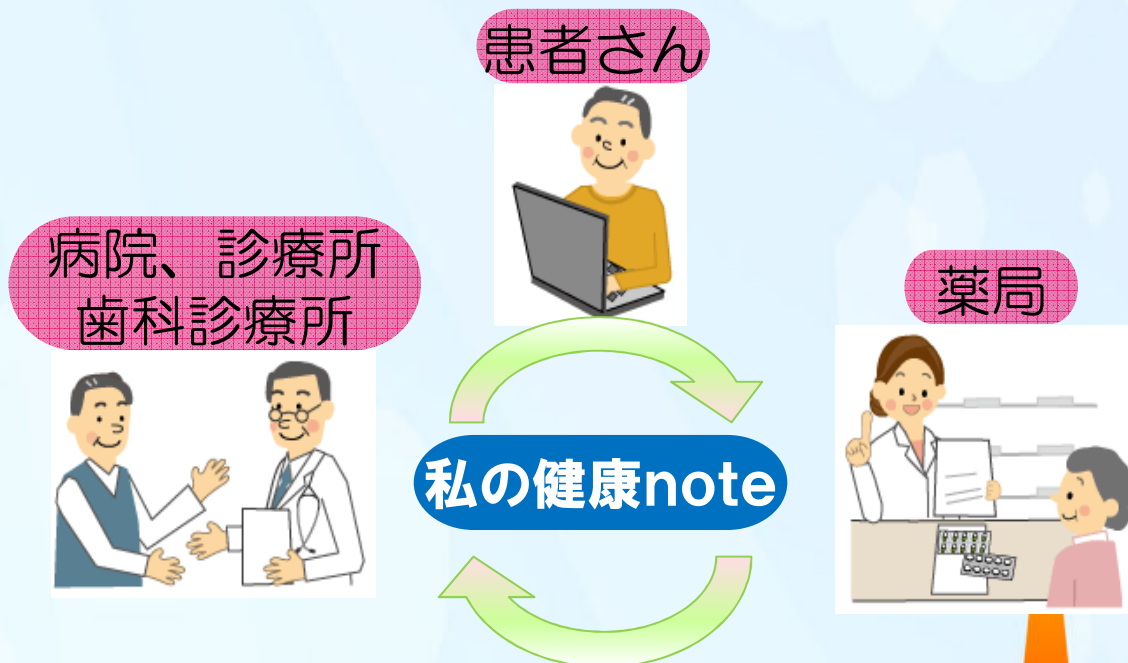 患者さん
病院、診療所
歯科診療所
薬局
私の健康note